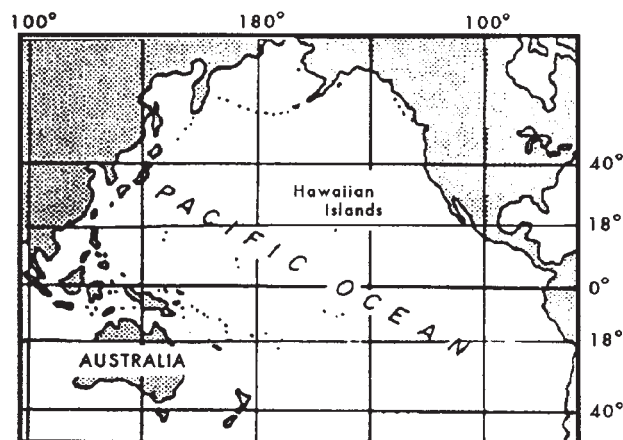 100° 180° 100°
40°
Hawaiian
Islands
PACIFIC OCEAN
18°
0°
18°
AUSTRALIA
40°